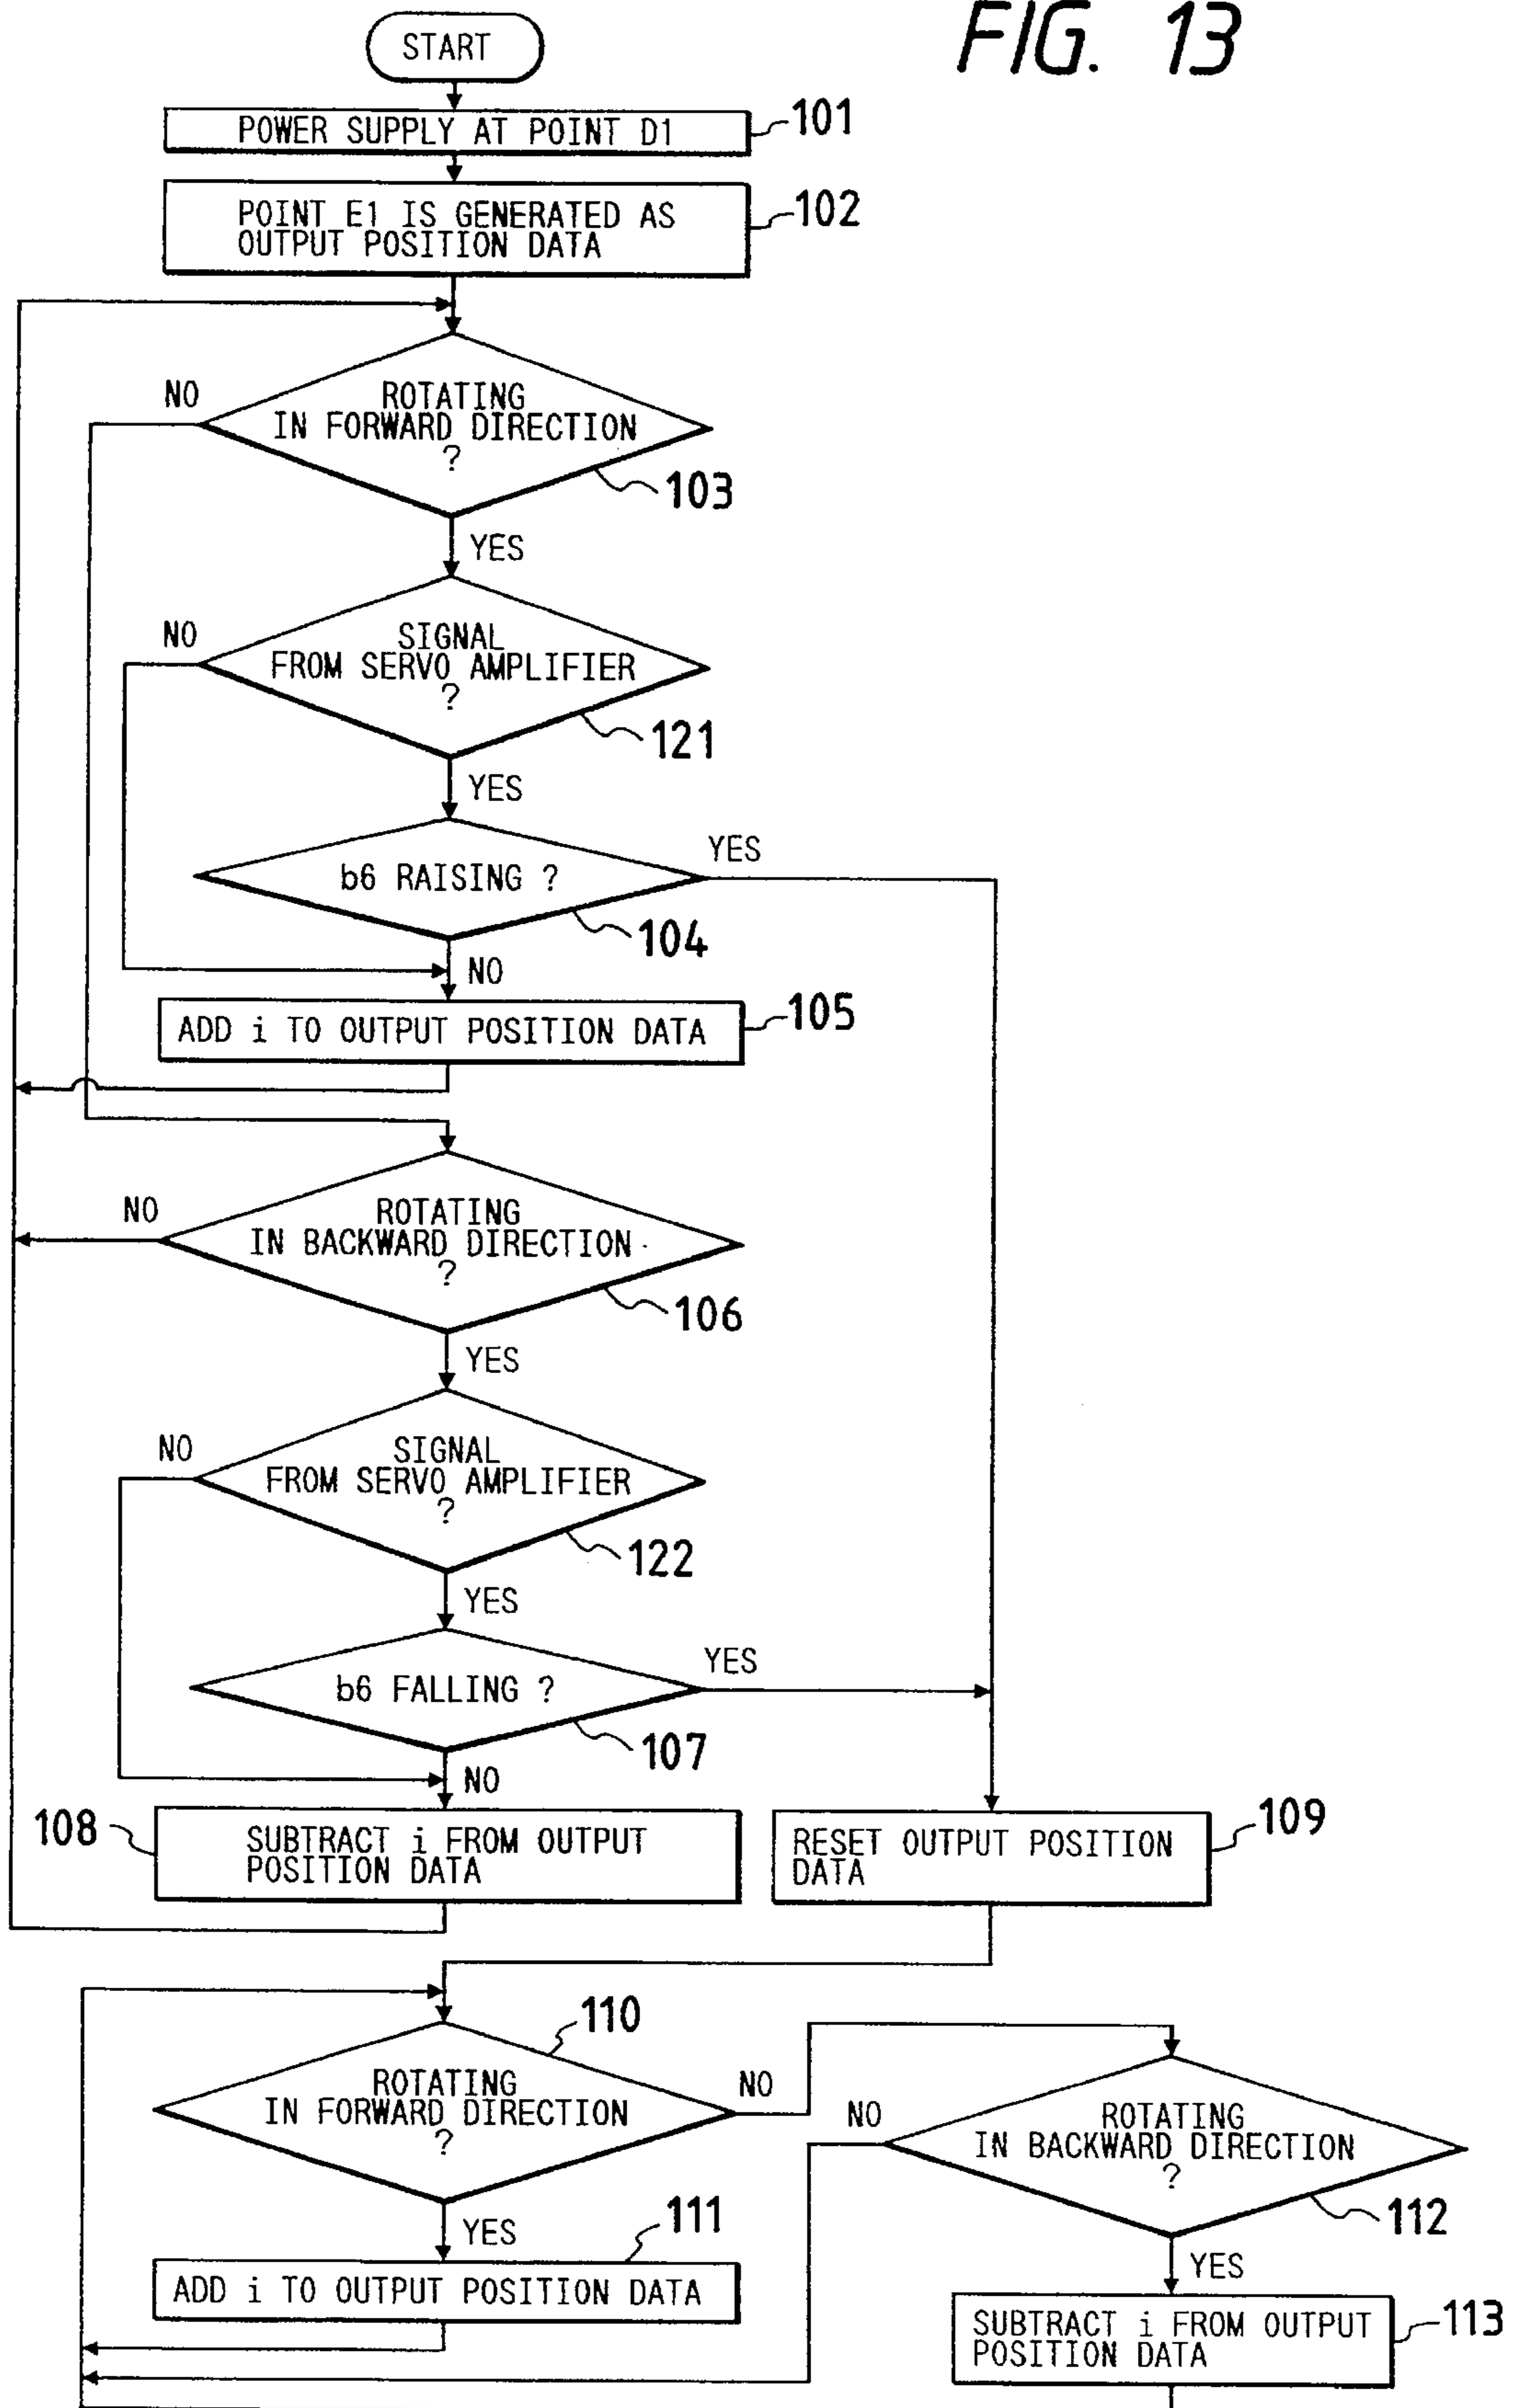 FIG. 13
START
POWER SUPPLY AT POINT D1
101
POINT E1 IS GENERATED AS
OUTPUT POSITION DATA
102
NO
ROTATING
IN FORWARD DIRECTION
?
103
YES
NO
SIGNAL
FROM SERVO AMPLIFIER
?
121
YES
b6 RAISING ?
YES
104
NO
ADD i TO OUTPUT POSITION DATA
105
NO
ROTATING
IN BACKWARD DIRECTION
?
106
YES
NO
SIGNAL
FROM SERVO AMPLIFIER
?
122
YES
b6 FALLING ?
YES
107
NO
108
SUBTRACT i FROM OUTPUT
POSITION DATA
RESET OUTPUT POSITION
DATA
109
110
ROTATING
IN FORWARD DIRECTION
?
NO
NO
ROTATING
IN BACKWARD DIRECTION
?
112
YES
111
ADD i TO OUTPUT POSITION DATA
YES
SUBTRACT i FROM OUTPUT
POSITION DATA
113